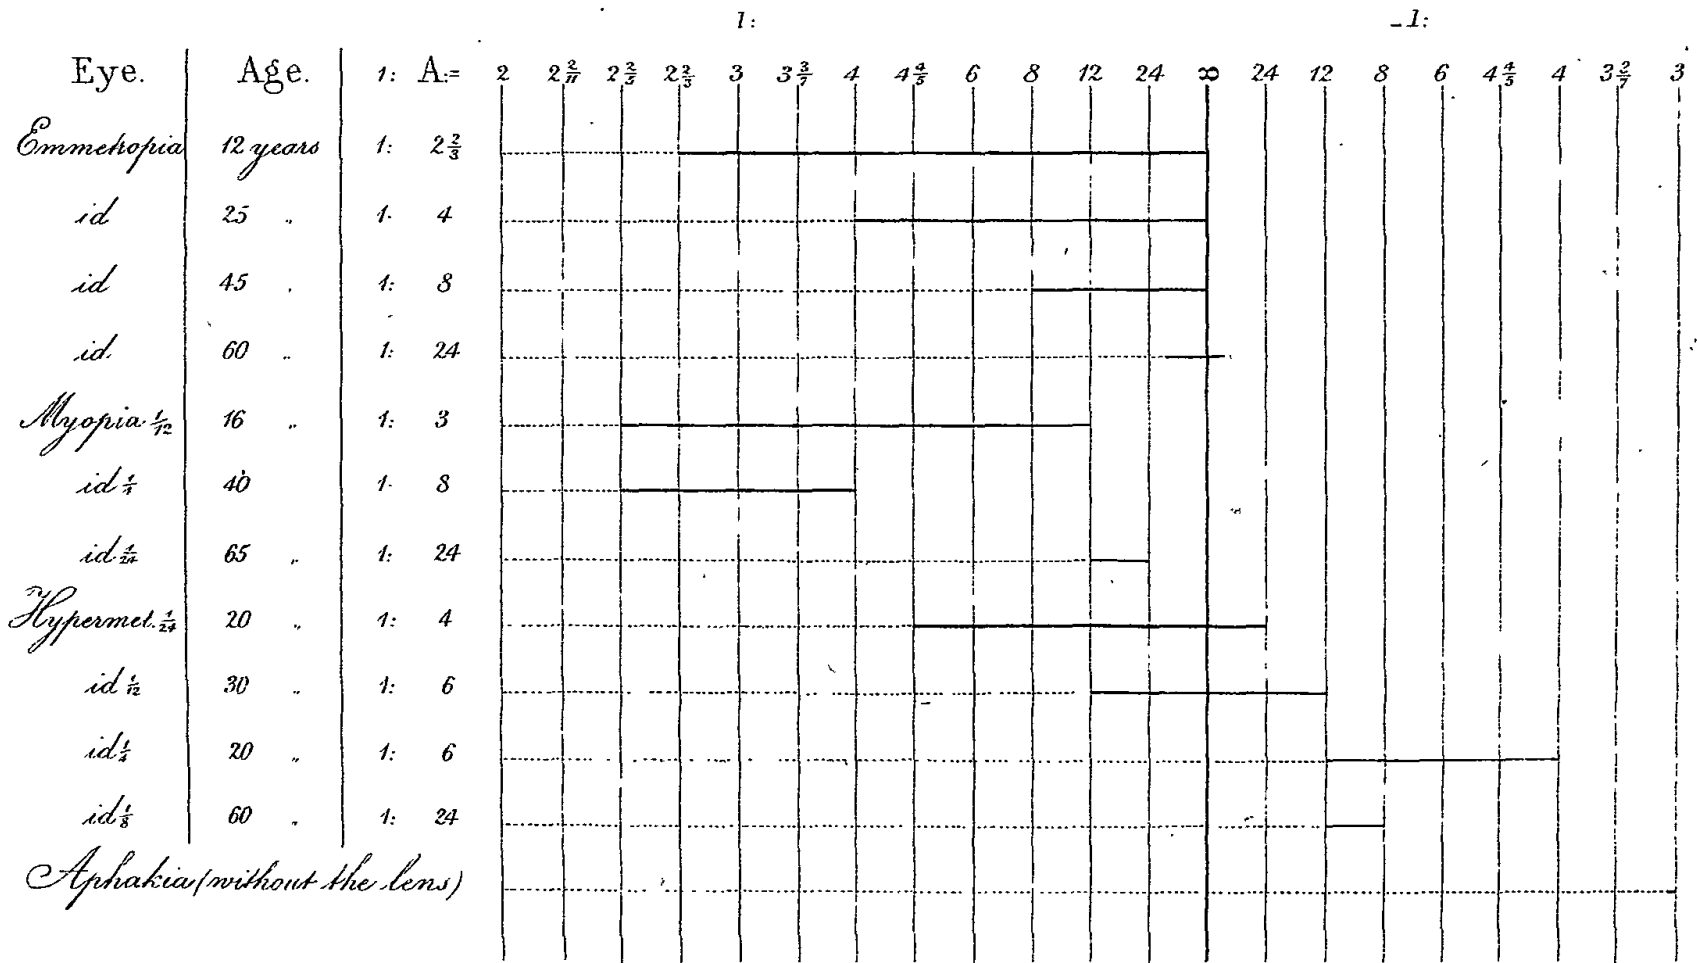 1: -1:
Eye. Age. 1: A:= 2 2 2/11 2 2/5 2 2/3 3 3 3/7 4 4 4/5 6 8 12 24 ∞ 24 12 8 6 4 4/5 4 3 3/7 3
Emmetropia 12 years 1: 2 2/3
id 25 „ 1· 4
id 45 „ 1: 8
id. 60 „ 1: 24
Myopia 1/12 16 „ 1: 3
id 1/4 40 1· 8
id 1/24 65 „ 1: 24
Hypermet. 1/24 20 „ 1: 4
id 1/12 30 „ 1: 6
id 1/4 20 „ 1: 6
id 1/8 60 „ 1: 24
Aphakia (without the lens)